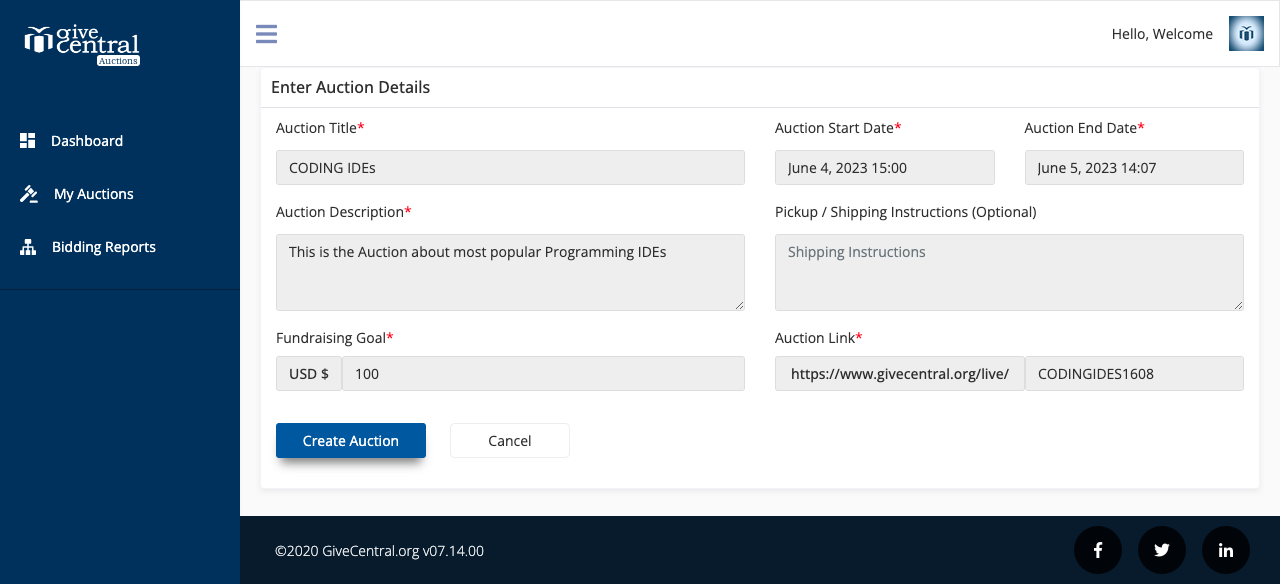 give
Central
Auctions
Hello, Welcome
Dashboard
My Auctions
Bidding Reports
Enter Auction Details
Auction Title*
Auction Start Date*
Auction End Date*
CODING IDEs
June 4, 2023 15:00
June 5, 2023 14:07
Auction Description*
Pickup / Shipping Instructions (Optional)
This is the Auction about most popular Programming IDEs
Shipping Instructions
Fundraising Goal*
Auction Link*
USD $ 100
https://www.givecentral.org/live/ CODINGIDES1608
Create Auction
Cancel
©2020 GiveCentral.org v07.14.00